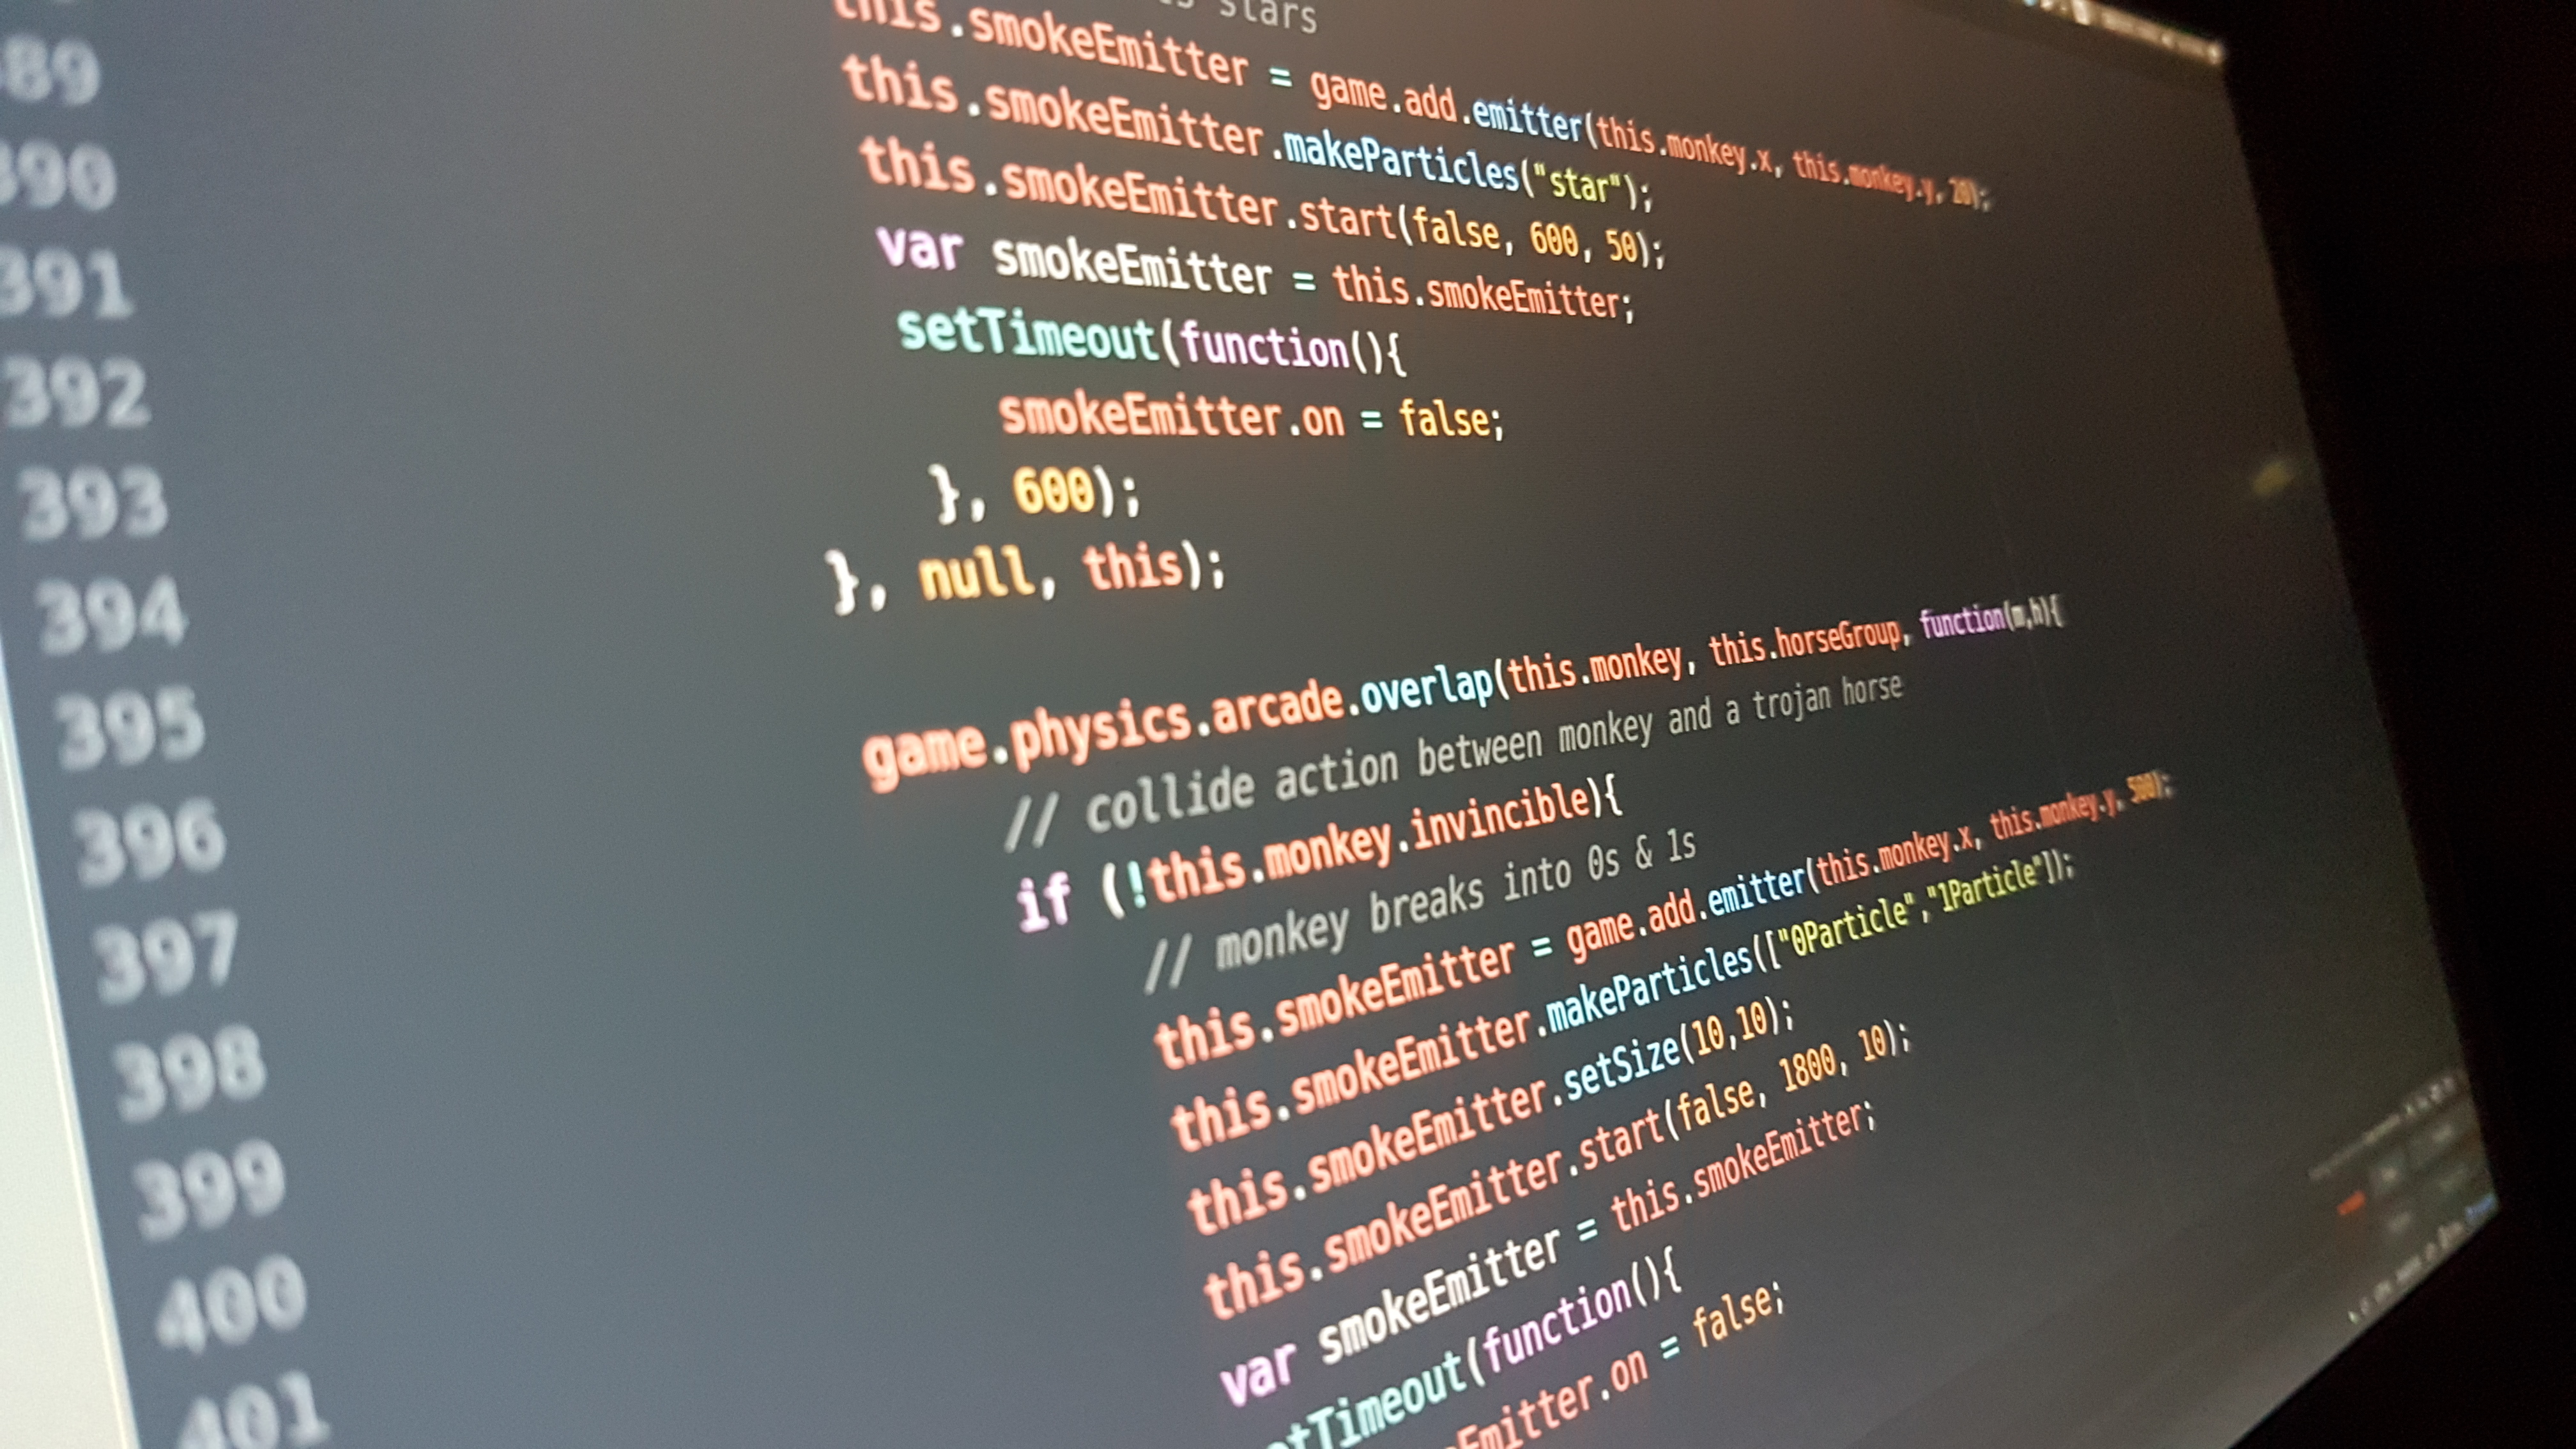 stars
this.smokeEmitter = game.add.emitter(this.monkey.x, this.monkey.y, 20);
this.smokeEmitter.makeParticles("star");
this.smokeEmitter.start(false, 600, 50);
var smokeEmitter = this.smokeEmitter;
setTimeout(function(){
smokeEmitter.on = false;
}, 600);
}, null, this);
game.physics.arcade.overlap(this.monkey, this.horseGroup, function(m,h){
// collide action between monkey and a trojan horse
if (!this.monkey.invincible){
// monkey breaks into 0s & 1s
this.smokeEmitter = game.add.emitter(this.monkey.x, this.monkey.y, 500);
this.smokeEmitter.makeParticles(["0Particle","1Particle"]);
this.smokeEmitter.setSize(10,10);
this.smokeEmitter.start(false, 1800, 10);
var smokeEmitter = this.smokeEmitter;
etTimeout(function(){
eEmitter.on = false;
389
390
391
392
393
394
395
396
397
398
399
400
401